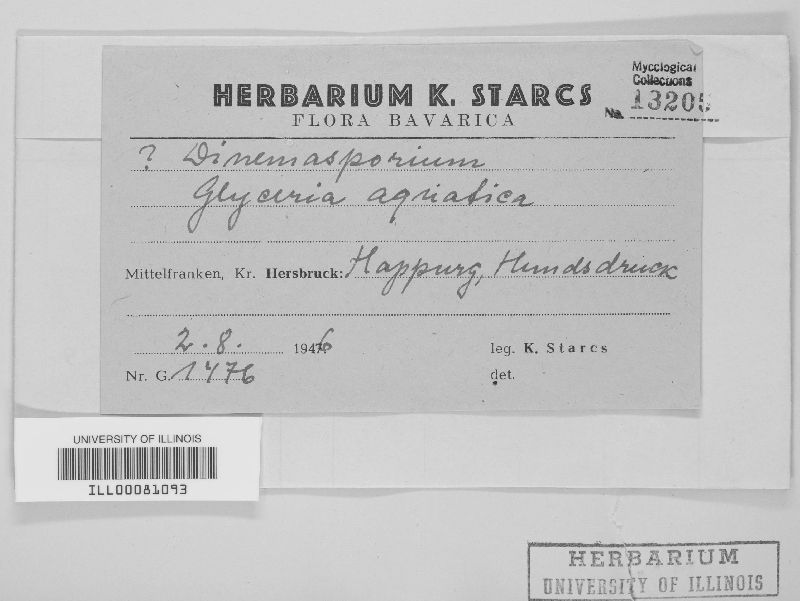 HERBARIUM K. STARCS
FLORA BAVARICA
Mycological
Collections
No. 13205
? Dinemasporium
Glyceria aquatica
Mittelfranken, Kr. Hersbruck: Happurg, Hundsdruck
2. 8. 1946
leg. K. Starcs
Nr. G. 1476
det.
UNIVERSITY OF ILLINOIS
ILL00081093
HERBARIUM
UNIVERSITY OF ILLINOIS